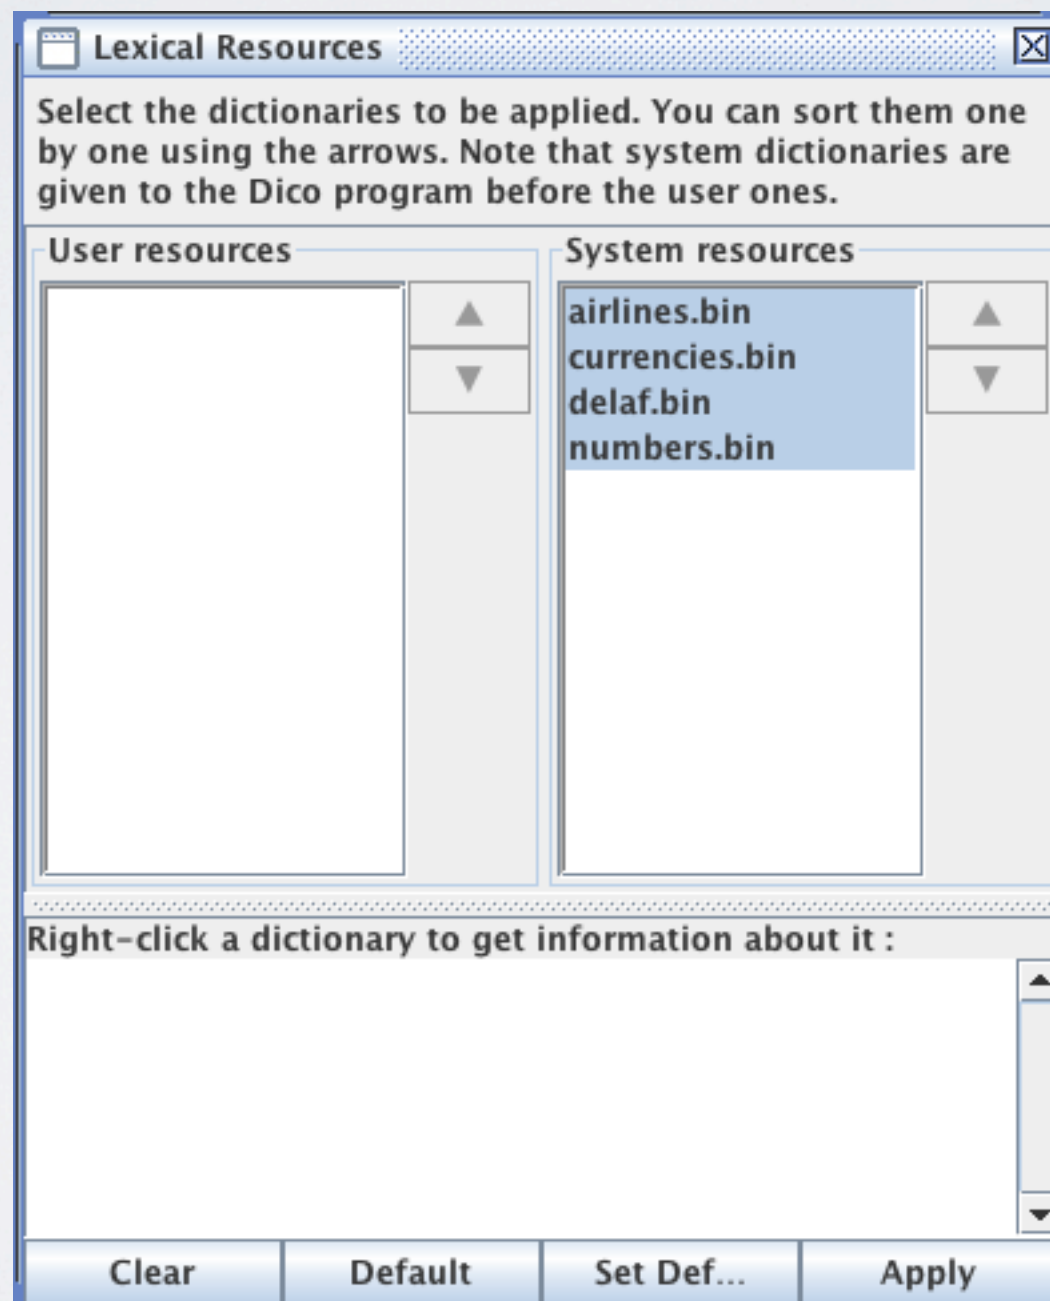 Lexical Resources
Select the dictionaries to be applied. You can sort them one
by one using the arrows. Note that system dictionaries are
given to the Dico program before the user ones.
User resources
System resources
airlines.bin
currencies.bin
delaf.bin
numbers.bin
Right-click a dictionary to get information about it :
Clear
Default
Set Def...
Apply